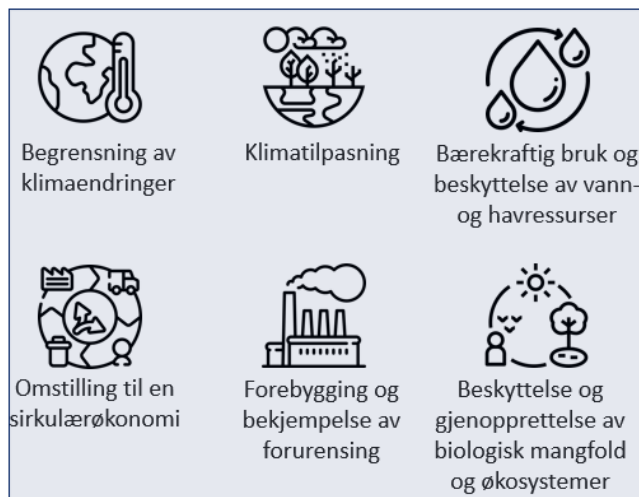 Begrensning av
klimaendringer
Klimatilpasning
Bærekraftig bruk og
beskyttelse av vann-
og havressurser
Omstilling til en
sirkulærøkonomi
Forebygging og
bekjempelse av
forurensing
Beskyttelse og
gjenopprettelse av
biologisk mangfold
og økosystemer